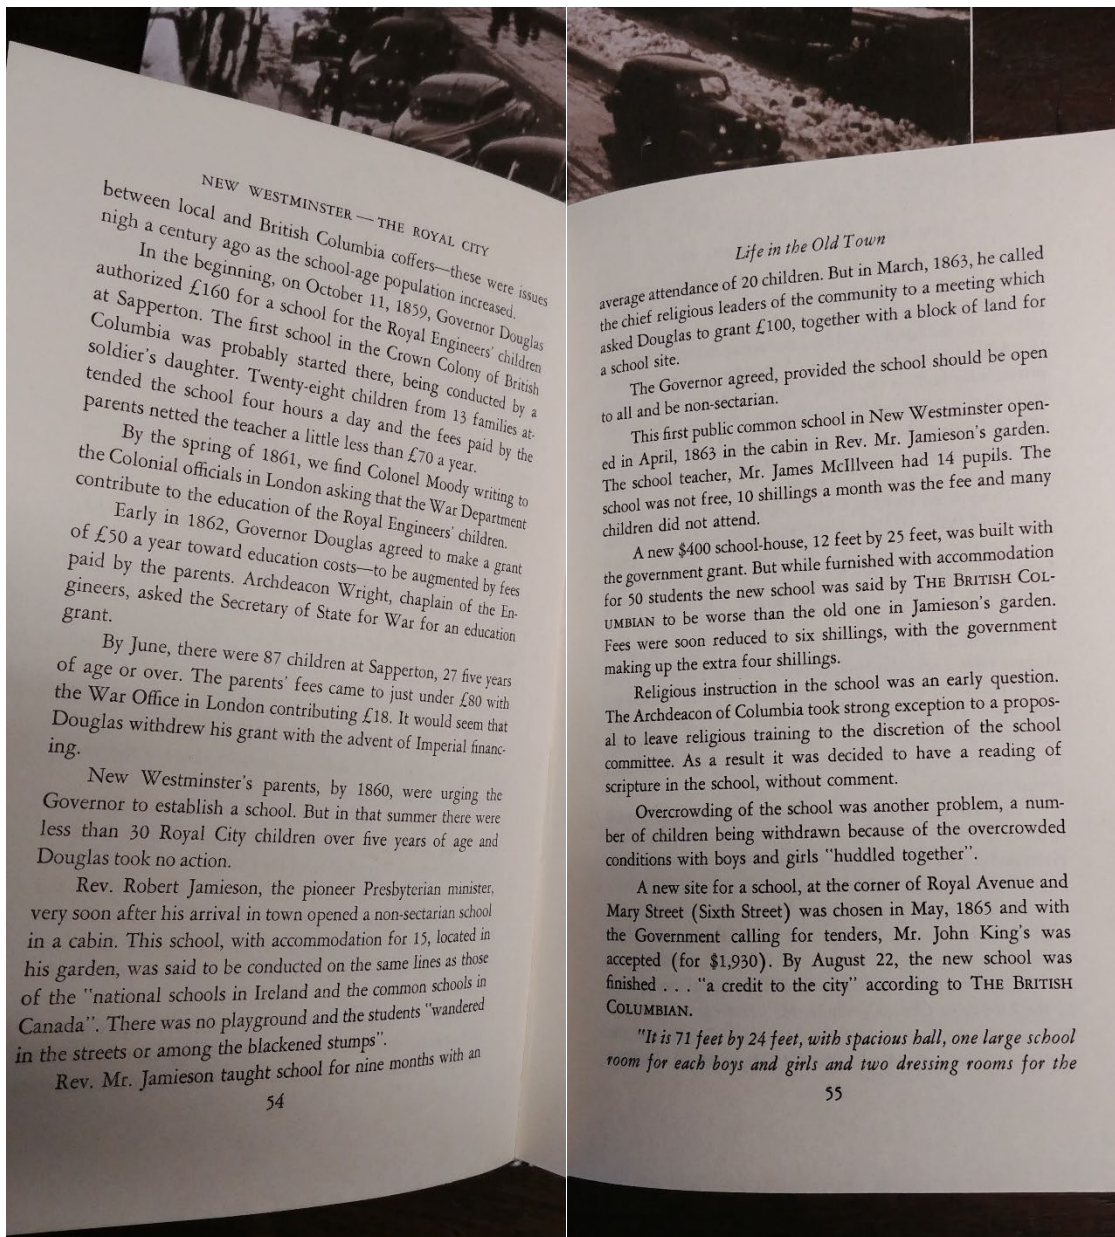 NEW WESTMINSTER — THE ROYAL CITY
between local and British Columbia coffers—these were issues
nigh a century ago as the school-age population increased.
In the beginning, on October 11, 1859, Governor Douglas
authorized £160 for a school for the Royal Engineers' children
at Sapperton. The first school in the Crown Colony of British
Columbia was probably started there, being conducted by a
soldier's daughter. Twenty-eight children from 13 families at-
tended the school four hours a day and the fees paid by the
parents netted the teacher a little less than £70 a year.
By the spring of 1861, we find Colonel Moody writing to
the Colonial officials in London asking that the War Department
contribute to the education of the Royal Engineers' children.
Early in 1862, Governor Douglas agreed to make a grant
of £50 a year toward education costs—to be augmented by fees
paid by the parents. Archdeacon Wright, chaplain of the En-
gineers, asked the Secretary of State for War for an education
grant.
By June, there were 87 children at Sapperton, 27 five years
of age or over. The parents' fees came to just under £80 with
the War Office in London contributing £18. It would seem that
Douglas withdrew his grant with the advent of Imperial financ-
ing.
New Westminster's parents, by 1860, were urging the
Governor to establish a school. But in that summer there were
less than 30 Royal City children over five years of age and
Douglas took no action.
Rev. Robert Jamieson, the pioneer Presbyterian minister,
very soon after his arrival in town opened a non-sectarian school
in a cabin. This school, with accommodation for 15, located in
his garden, was said to be conducted on the same lines as those
of the "national schools in Ireland and the common schools in
Canada". There was no playground and the students "wandered
in the streets or among the blackened stumps".
Rev. Mr. Jamieson taught school for nine months with an
54
Life in the Old Town
average attendance of 20 children. But in March, 1863, he called
the chief religious leaders of the community to a meeting which
asked Douglas to grant £100, together with a block of land for
a school site.
The Governor agreed, provided the school should be open
to all and be non-sectarian.
This first public common school in New Westminster open-
ed in April, 1863 in the cabin in Rev. Mr. Jamieson's garden.
The school teacher, Mr. James McIllveen had 14 pupils. The
school was not free, 10 shillings a month was the fee and many
children did not attend.
A new $400 school-house, 12 feet by 25 feet, was built with
the government grant. But while furnished with accommodation
for 50 students the new school was said by THE BRITISH COL-
UMBIAN to be worse than the old one in Jamieson's garden.
Fees were soon reduced to six shillings, with the government
making up the extra four shillings.
Religious instruction in the school was an early question.
The Archdeacon of Columbia took strong exception to a propos-
al to leave religious training to the discretion of the school
committee. As a result it was decided to have a reading of
scripture in the school, without comment.
Overcrowding of the school was another problem, a num-
ber of children being withdrawn because of the overcrowded
conditions with boys and girls "huddled together".
A new site for a school, at the corner of Royal Avenue and
Mary Street (Sixth Street) was chosen in May, 1865 and with
the Government calling for tenders, Mr. John King's was
accepted (for $1,930). By August 22, the new school was
finished . . . "a credit to the city" according to THE BRITISH
COLUMBIAN.
"It is 71 feet by 24 feet, with spacious hall, one large school
room for each boys and girls and two dressing rooms for the
55